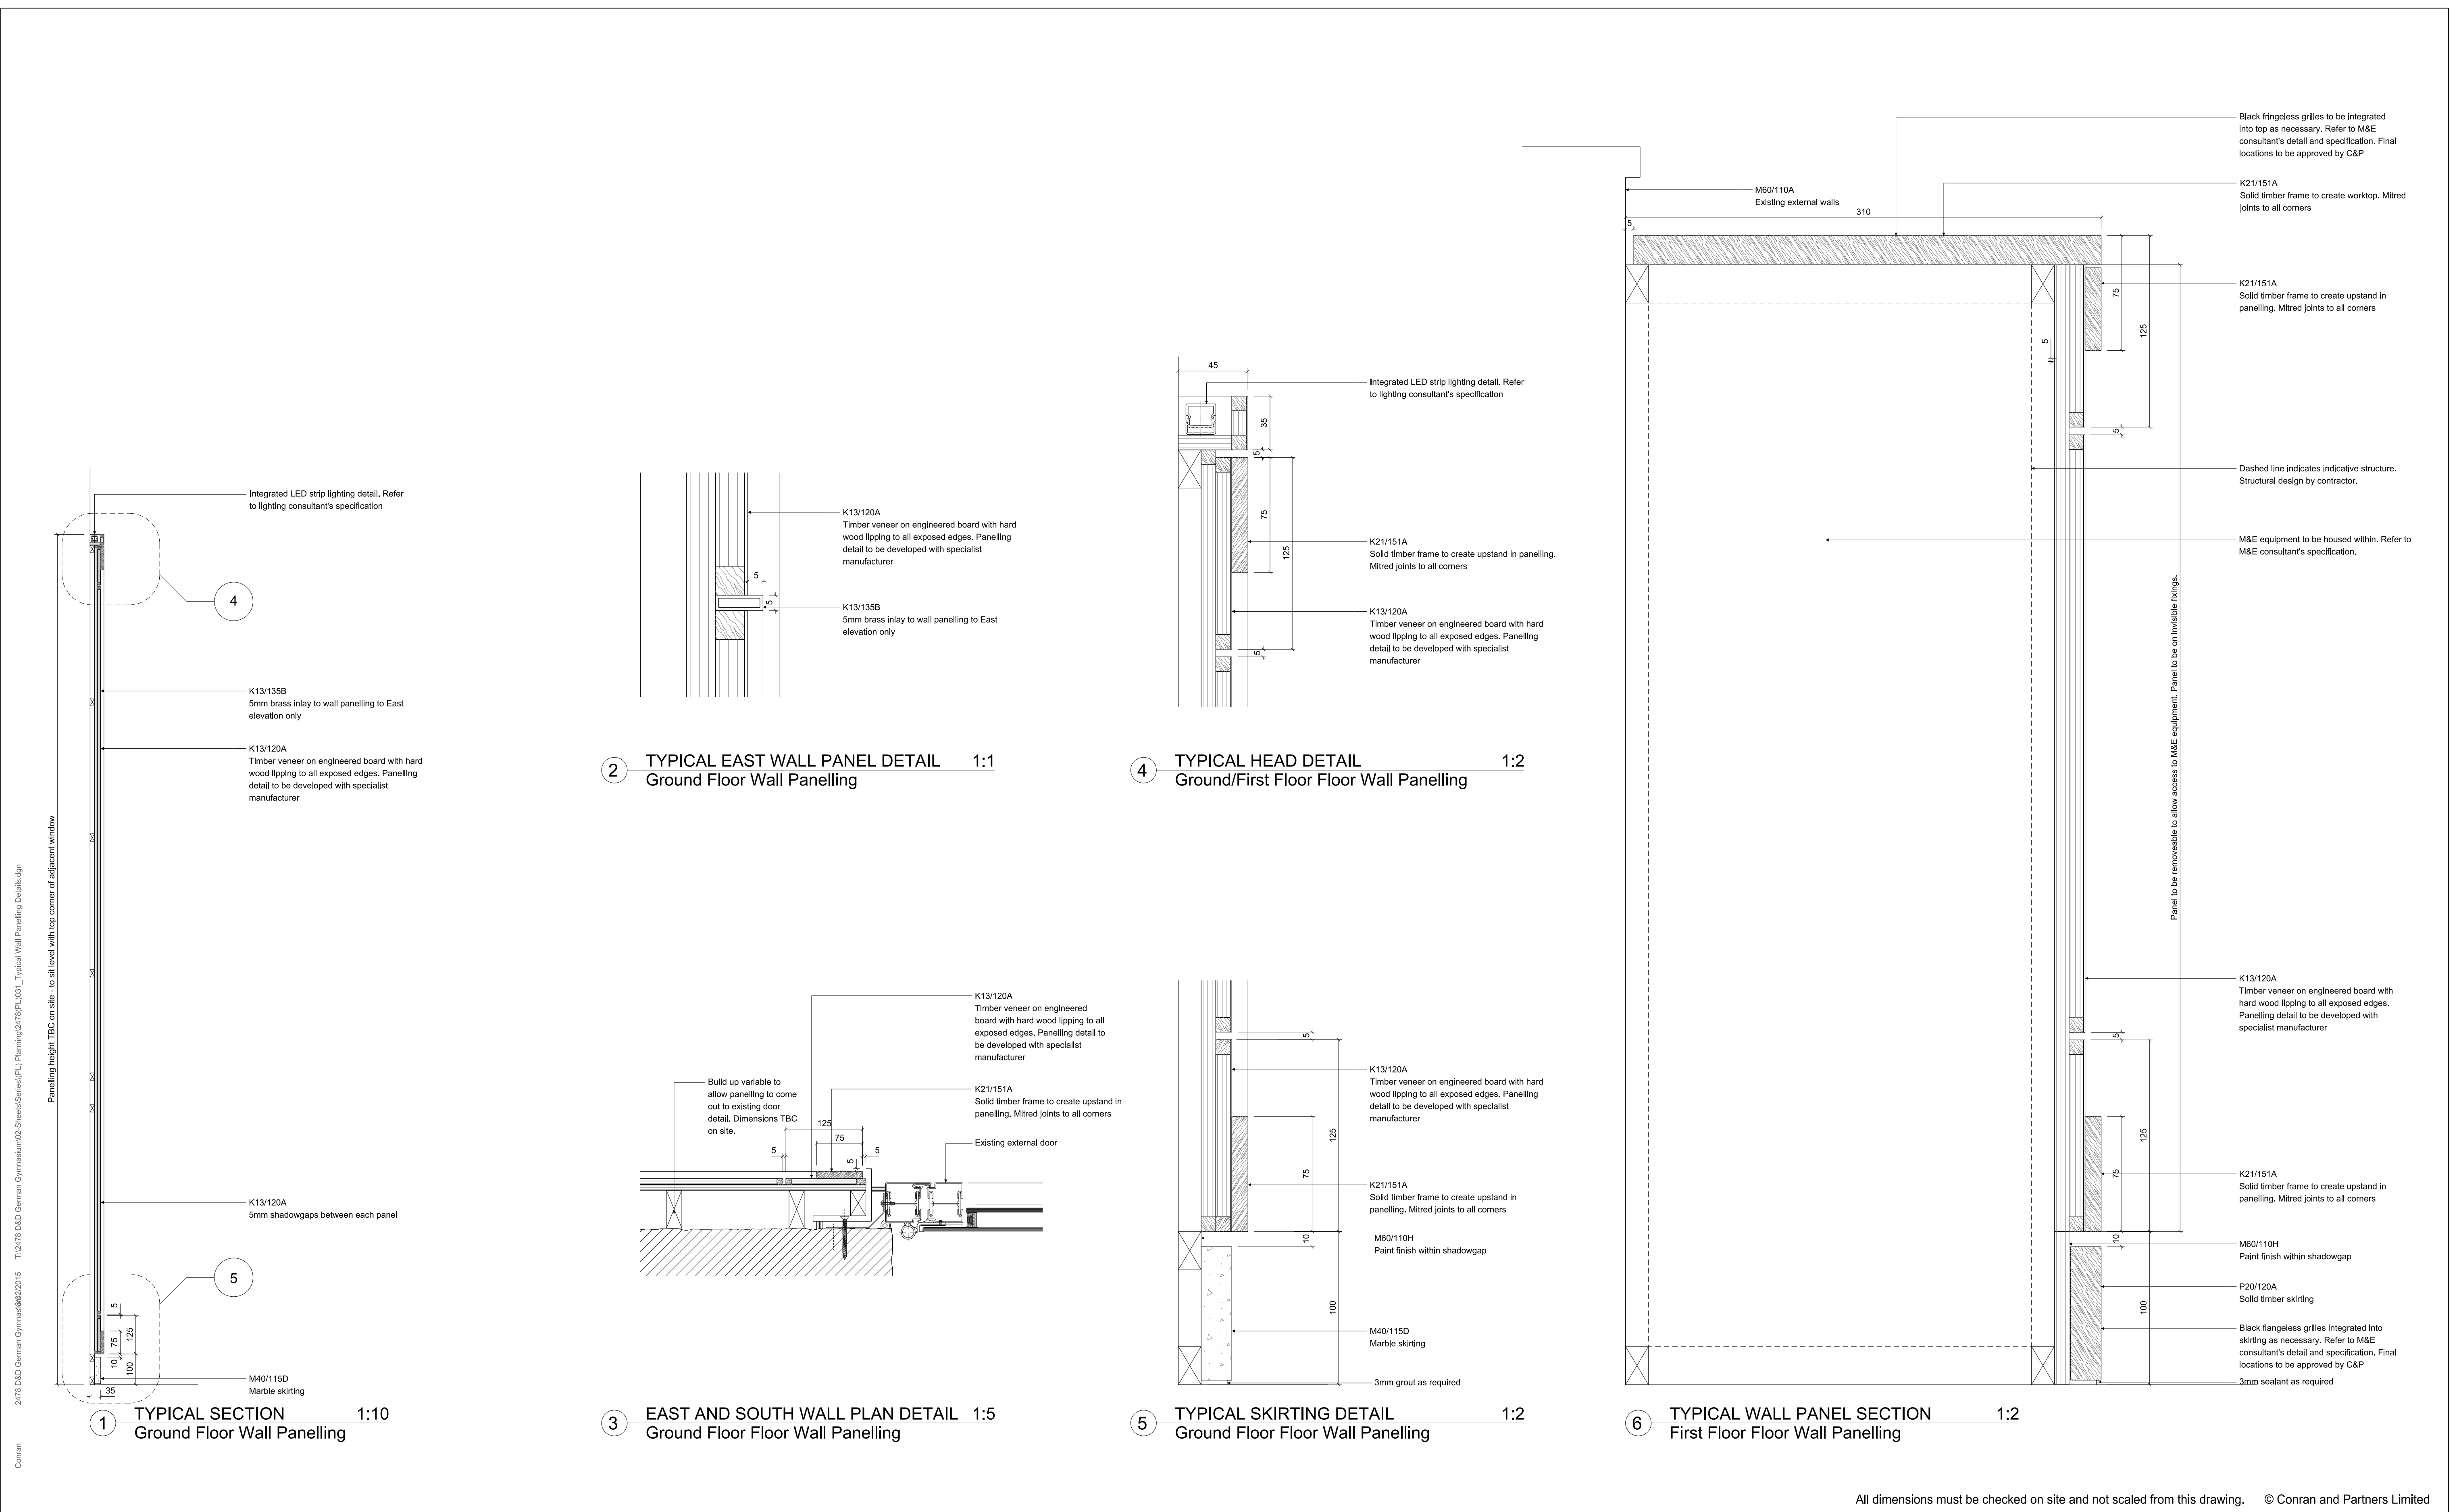 Integrated LED strip lighting detail. Refer
to lighting consultant's specification
4
K13/135B
5mm brass inlay to wall panelling to East
elevation only
K13/120A
Timber veneer on engineered board with hard
wood lipping to all exposed edges. Panelling
detail to be developed with specialist
manufacturer
Panelling height TBC on site - to sit level with top corner of adjacent window
K13/120A
5mm shadowgaps between each panel
5
5
125
75
10
100
35
M40/115D
Marble skirting
1
TYPICAL SECTION 1:10
Ground Floor Wall Panelling
K13/120A
Timber veneer on engineered board with hard
wood lipping to all exposed edges. Panelling
detail to be developed with specialist
manufacturer
5
5
K13/135B
5mm brass inlay to wall panelling to East
elevation only
2
TYPICAL EAST WALL PANEL DETAIL 1:1
Ground Floor Wall Panelling
K13/120A
Timber veneer on engineered
board with hard wood lipping to all
exposed edges. Panelling detail to
be developed with specialist
manufacturer
Build up variable to
allow panelling to come
out to existing door
detail. Dimensions TBC
on site.
K21/151A
Solid timber frame to create upstand in
panelling. Mitred joints to all corners
125
75
5
5
5
Existing external door
3
EAST AND SOUTH WALL PLAN DETAIL 1:5
Ground Floor Floor Wall Panelling
45
Integrated LED strip lighting detail. Refer
to lighting consultant's specification
35
5
75
125
K21/151A
Solid timber frame to create upstand in panelling.
Mitred joints to all corners
K13/120A
Timber veneer on engineered board with hard
wood lipping to all exposed edges. Panelling
detail to be developed with specialist
manufacturer
5
4
TYPICAL HEAD DETAIL 1:2
Ground/First Floor Floor Wall Panelling
5
K13/120A
Timber veneer on engineered board with hard
wood lipping to all exposed edges. Panelling
detail to be developed with specialist
manufacturer
125
75
K21/151A
Solid timber frame to create upstand in
panelling. Mitred joints to all corners
10
M60/110H
Paint finish within shadowgap
100
M40/115D
Marble skirting
3mm grout as required
5
TYPICAL SKIRTING DETAIL 1:2
Ground Floor Floor Wall Panelling
Black fringeless grilles to be integrated
into top as necessary. Refer to M&E
consultant's detail and specification. Final
locations to be approved by C&P
M60/110A
Existing external walls
K21/151A
Solid timber frame to create worktop. Mitred
joints to all corners
310
5
K21/151A
Solid timber frame to create upstand in
panelling. Mitred joints to all corners
75
125
5
5
Dashed line indicates indicative structure.
Structural design by contractor.
M&E equipment to be housed within. Refer to
M&E consultant's specification.
Panel to be removeable to allow access to M&E equipment. Panel to be on invisible fixings.
K13/120A
Timber veneer on engineered board with
hard wood lipping to all exposed edges.
Panelling detail to be developed with
specialist manufacturer
5
125
75
K21/151A
Solid timber frame to create upstand in
panelling. Mitred joints to all corners
10
M60/110H
Paint finish within shadowgap
P20/120A
Solid timber skirting
100
Black flangeless grilles integrated into
skirting as necessary. Refer to M&E
consultant's detail and specification. Final
locations to be approved by C&P
3mm sealant as required
6
TYPICAL WALL PANEL SECTION 1:2
First Floor Floor Wall Panelling
Conran 2478 D&D German T:\2478 D&D German Gymnasium\02-Sheets\Series\(PL) Planning\2478(PL)031_Typical Wall Panelling Details.dgn
All dimensions must be checked on site and not scaled from this drawing. © Conran and Partners Limited